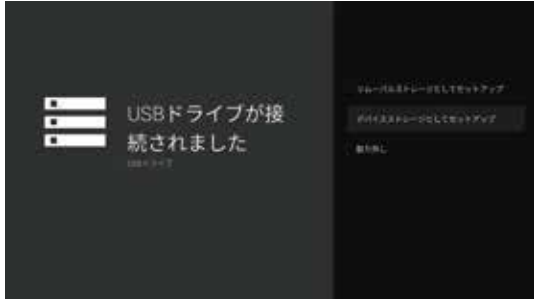 USBドライブが接
続されました
USBドライブ
リムーバルストレージとしてセットアップ
デバイスストレージとしてセットアップ
取り外し